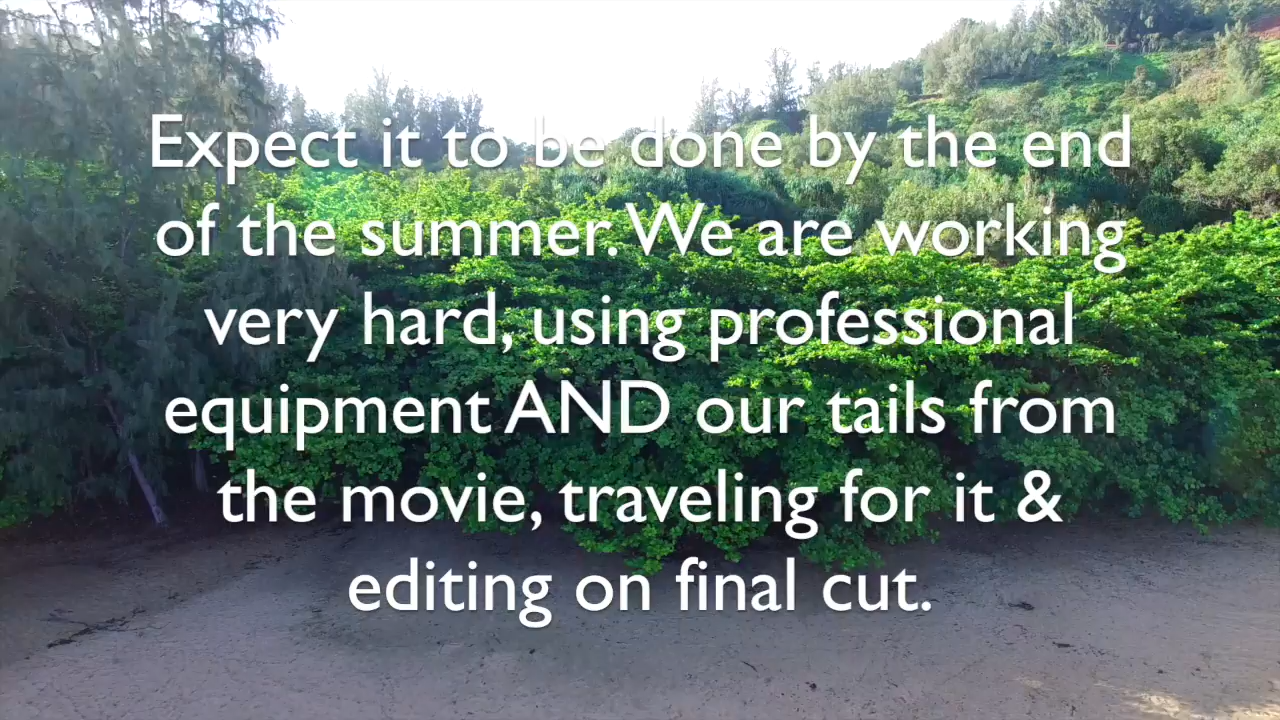 Expect it to be done by the end
of the summer. We are working
very hard, using professional
equipment AND our tails from
the movie, traveling for it &
editing on final cut.